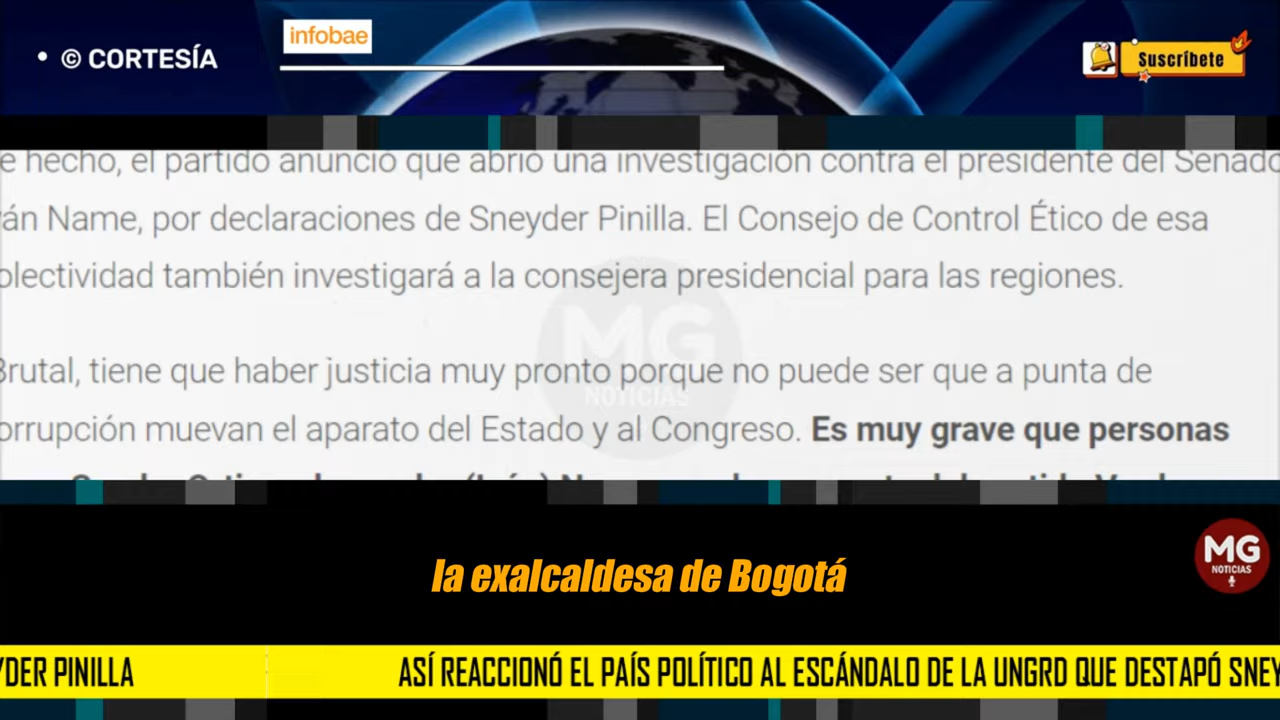 infobae
• © CORTESÍA
Suscríbete
e hecho, el partido anunció que abrió una investigación contra el presidente del Senado
ván Name, por declaraciones de Sneyder Pinilla. El Consejo de Control Ético de esa
olectividad también investigará a la consejera presidencial para las regiones.
MG
NOTICIAS
Brutal, tiene que haber justicia muy pronto porque no puede ser que a punta de
orrupción muevan el aparato del Estado y al Congreso. Es muy grave que personas
la exalcaldesa de Bogotá
MG
NOTICIAS
YDER PINILLA
ASÍ REACCIONÓ EL PAÍS POLÍTICO AL ESCÁNDALO DE LA UNGRD QUE DESTAPÓ SNEY